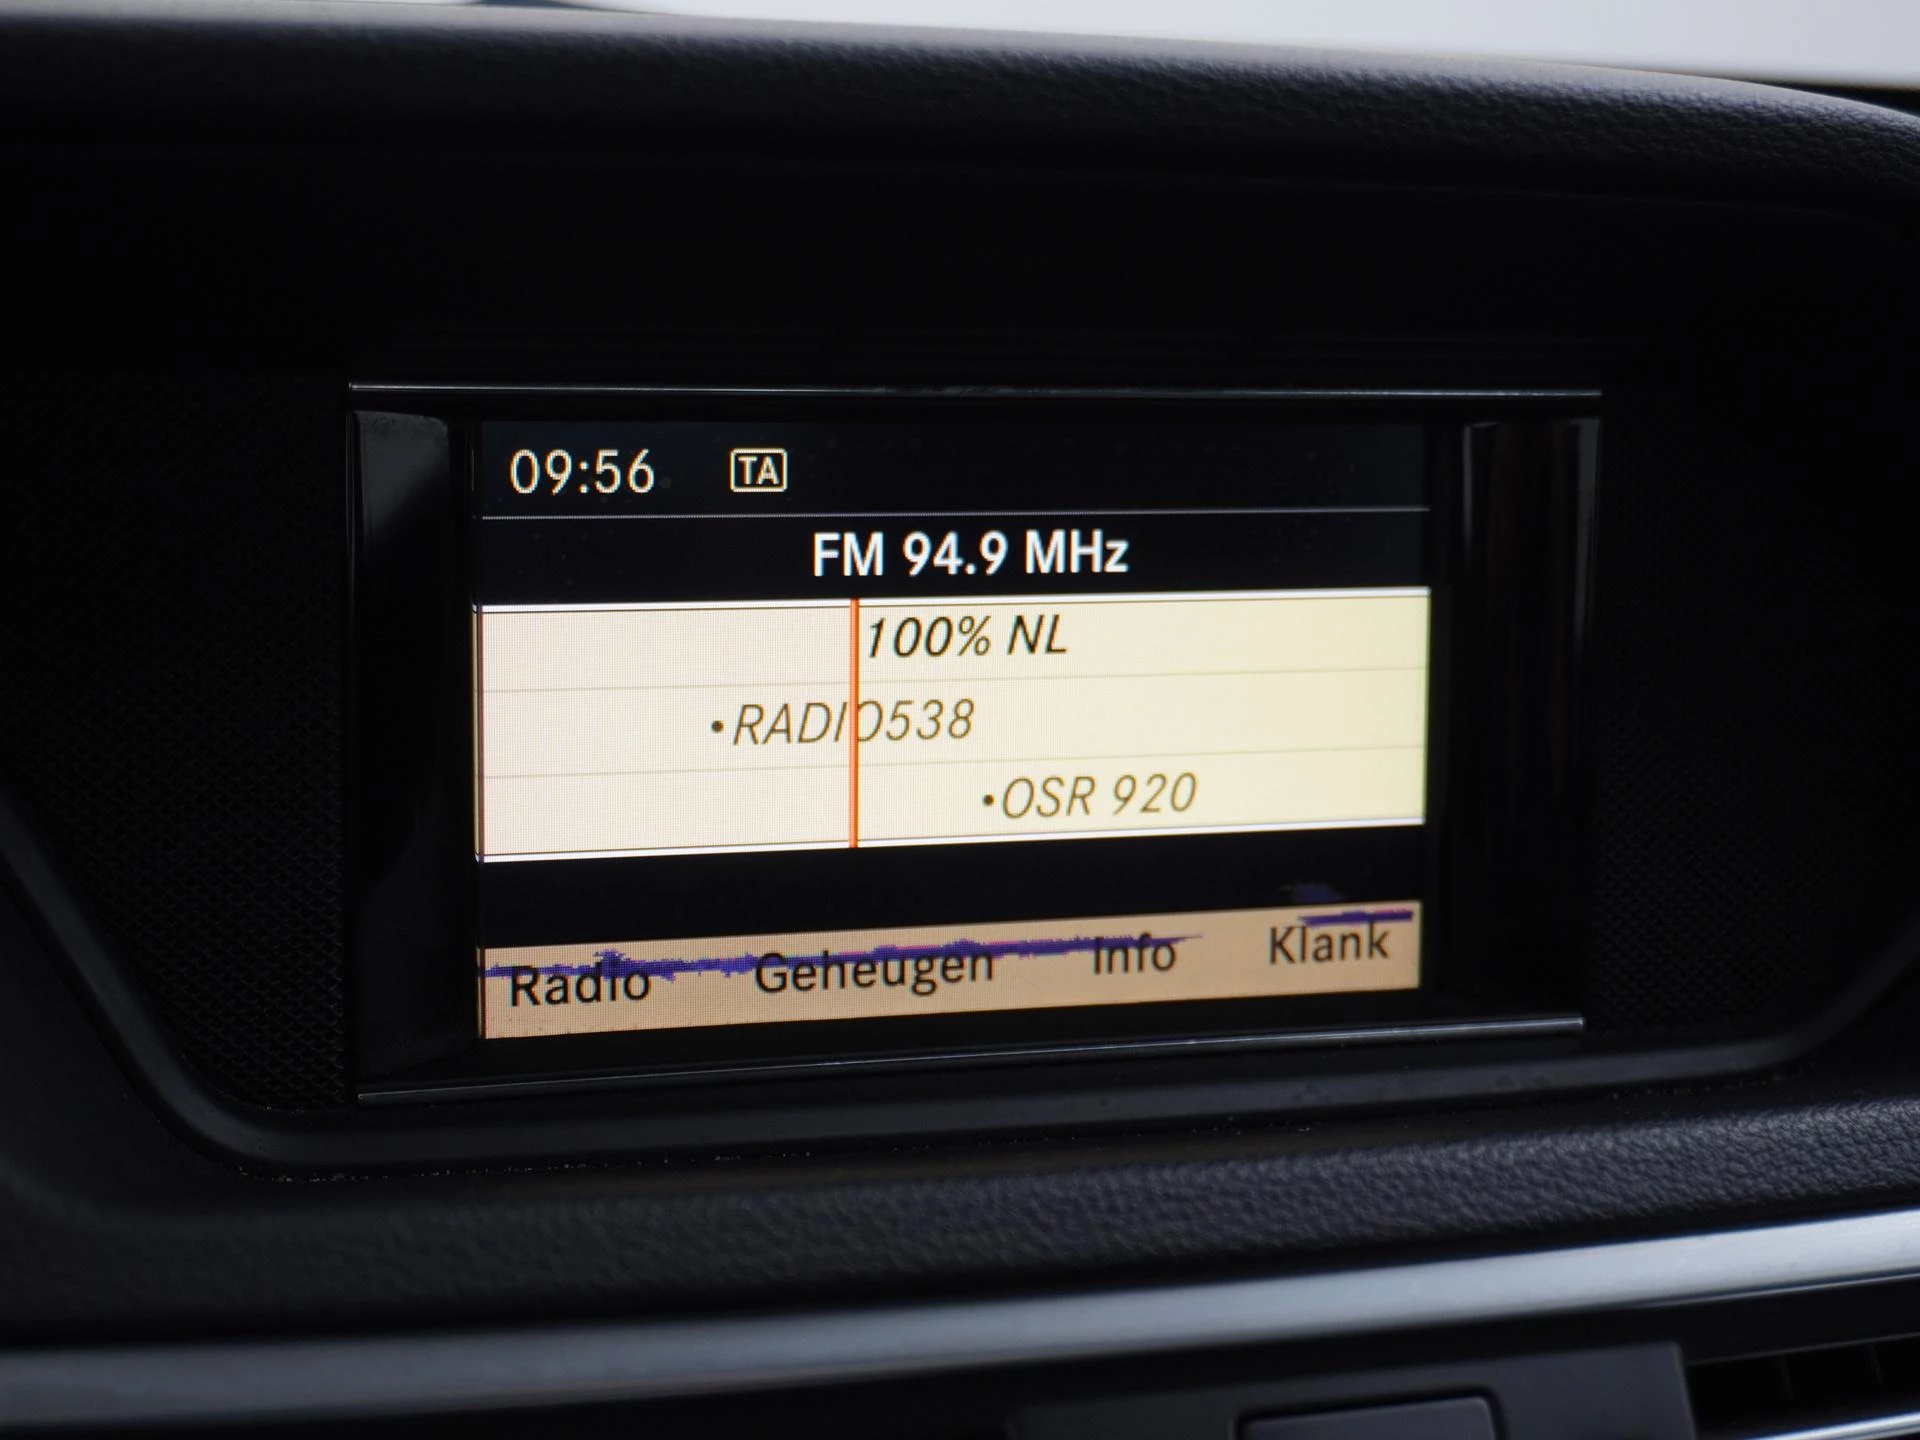 09:56 TA
FM 94.9 MHz
100% NL
•RADIO538
•OSR 920
Radio Geheugen Info Klank